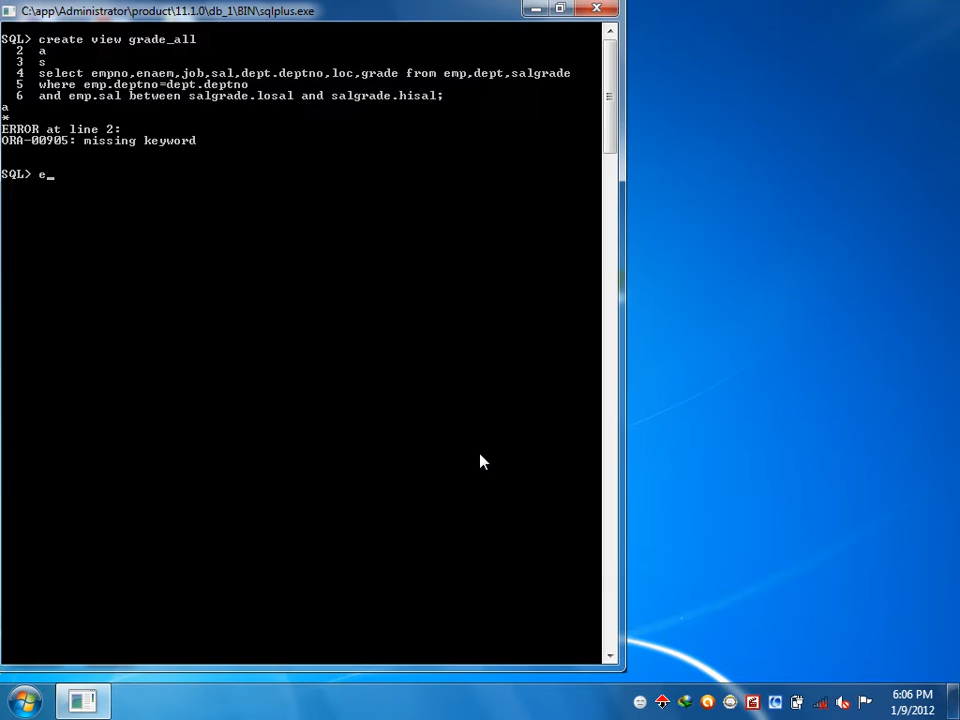 C:\app\Administrator\product\11.1.0\db_1\BIN\sqlplus.exe
SQL> create view grade_all
2 a
3 s
4 select empno,enaem,job,sal,dept.deptno,loc,grade from emp,dept,salgrade
5 where emp.deptno=dept.deptno
6 and emp.sal between salgrade.losal and salgrade.hisal;
a
*
ERROR at line 2:
ORA-00905: missing keyword
SQL> e_
6:06 PM
1/9/2012